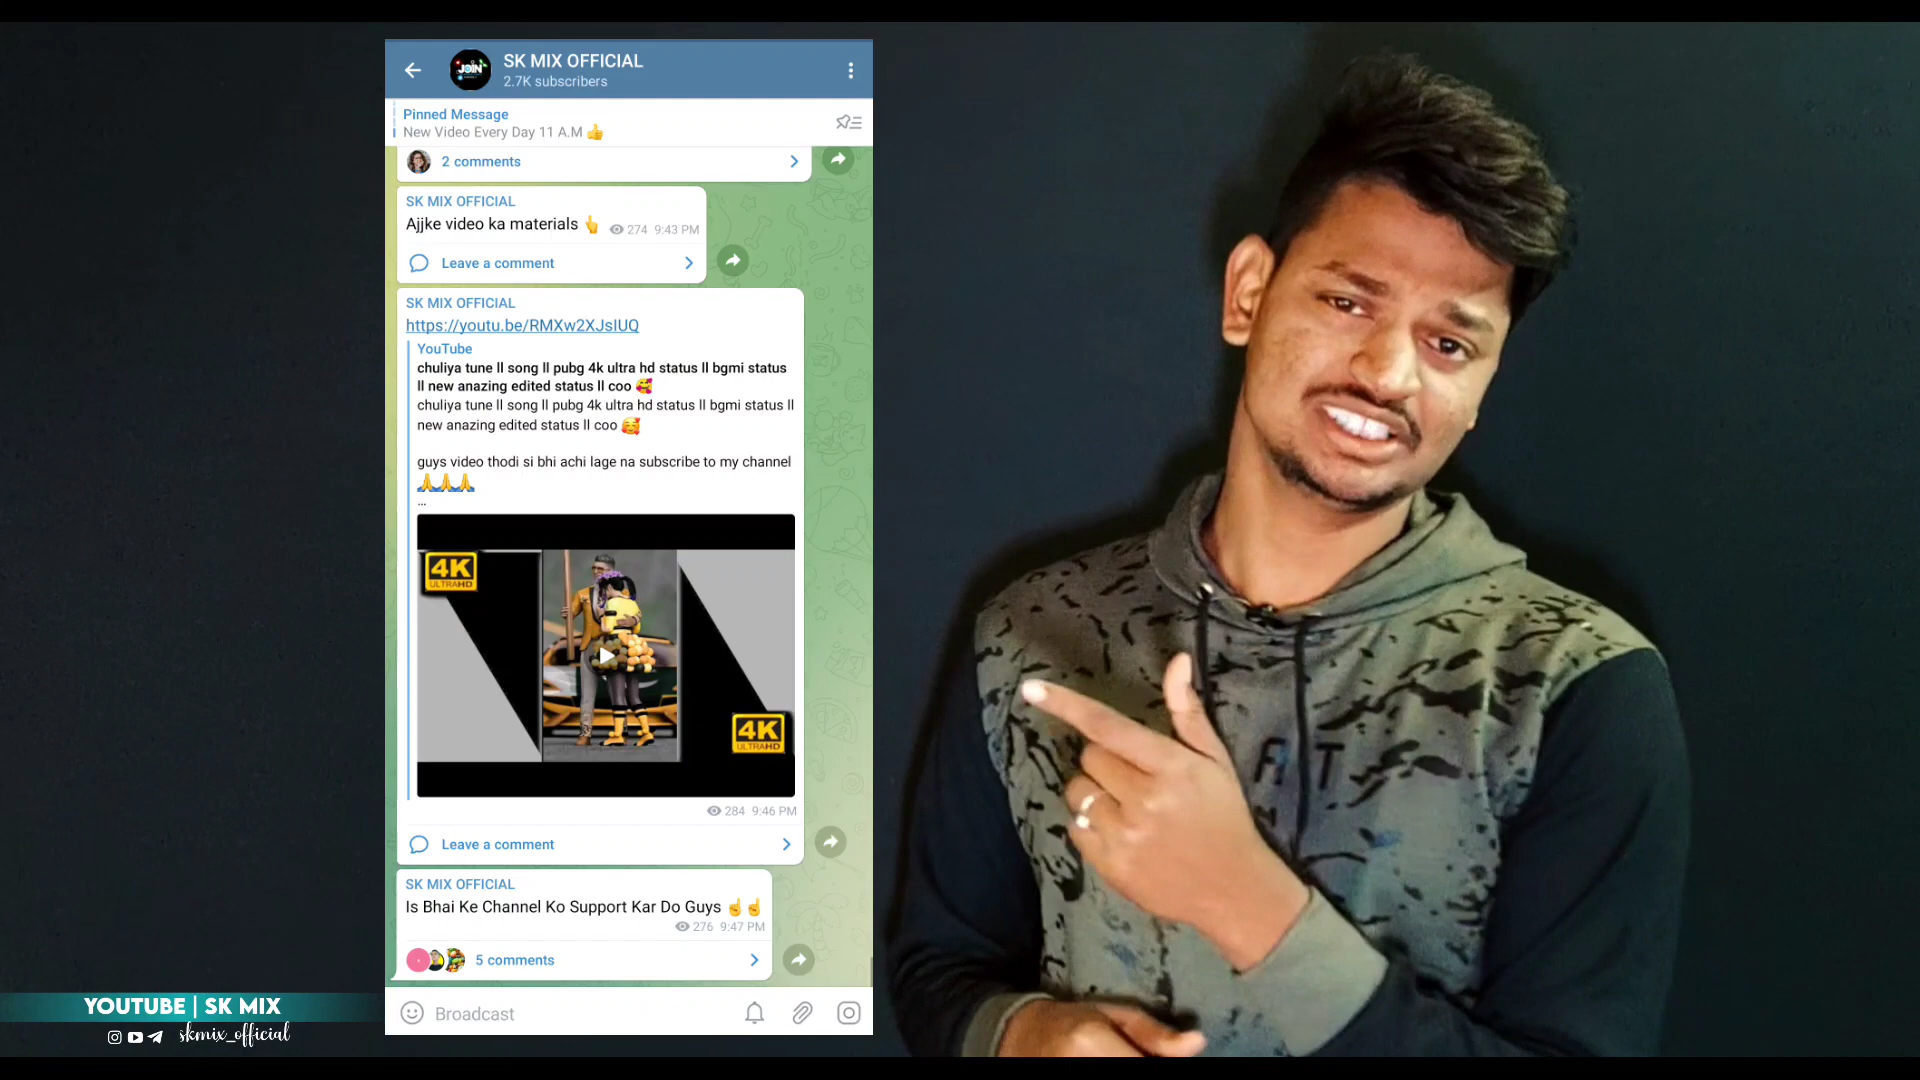 SK MIX OFFICIAL
2.7K subscribers
JOIN
Pinned Message
New Video Every Day 11 A.M 👍
2 comments
SK MIX OFFICIAL
Ajjke video ka materials 👆 274 9:43 PM
Leave a comment
SK MIX OFFICIAL
https://youtu.be/RMXw2XJsIUQ
YouTube
chuliya tune ll song ll pubg 4k ultra hd status ll bgmi status
ll new anazing edited status ll coo 🥰
chuliya tune ll song ll pubg 4k ultra hd status ll bgmi status ll
new anazing edited status ll coo 🥰
guys video thodi si bhi achi lage na subscribe to my channel
🙏🙏🙏
...
4K
ULTRAHD
4K
ULTRAHD
284 9:46 PM
Leave a comment
SK MIX OFFICIAL
Is Bhai Ke Channel Ko Support Kar Do Guys ☝️☝️
276 9:47 PM
5 comments
Broadcast
YOUTUBE | SK MIX
skmix_official